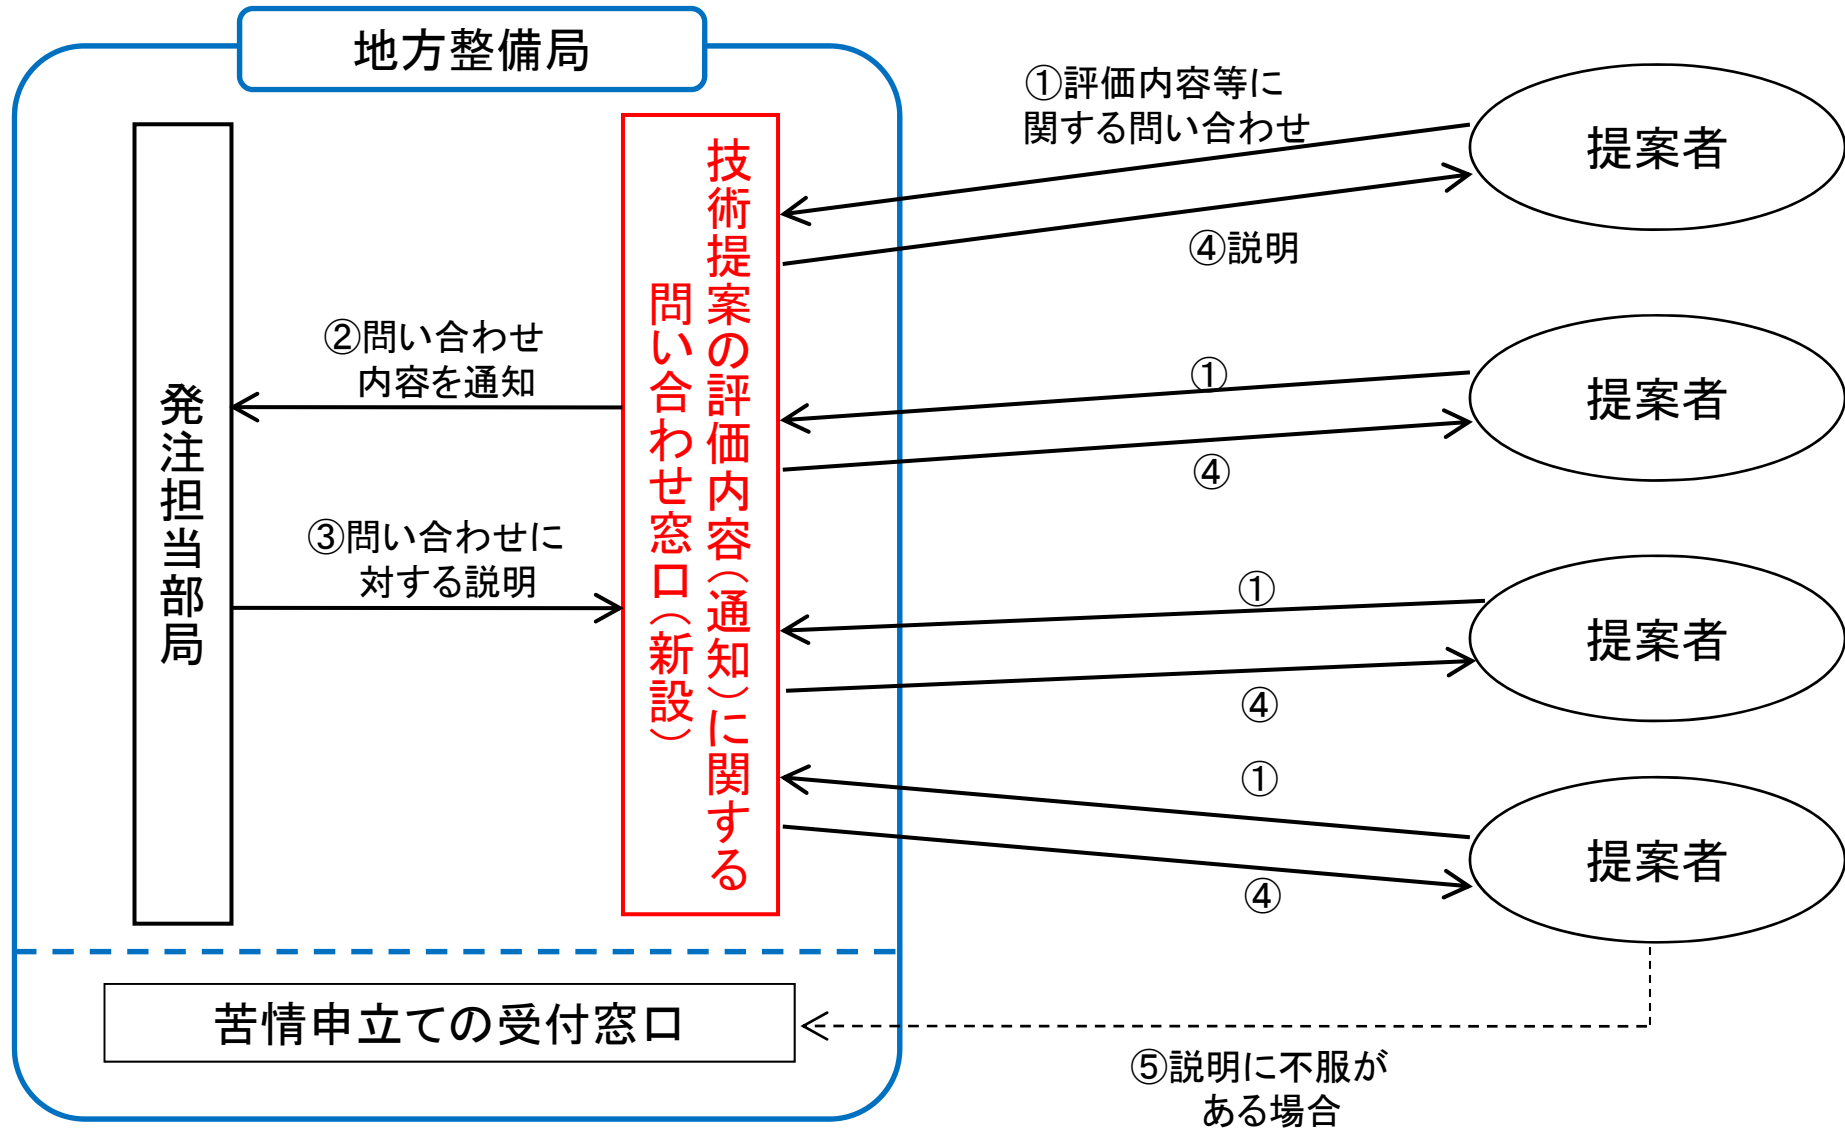 地方整備局
①評価内容等に
関する問い合わせ
提案者
④説明
技術提案の評価内容（通知）に関する
問い合わせ窓口（新設）
②問い合わせ
内容を通知
発注担当部局
①
提案者
④
③問い合わせに
対する説明
①
提案者
④
①
提案者
④
苦情申立ての受付窓口
⑤説明に不服が
ある場合